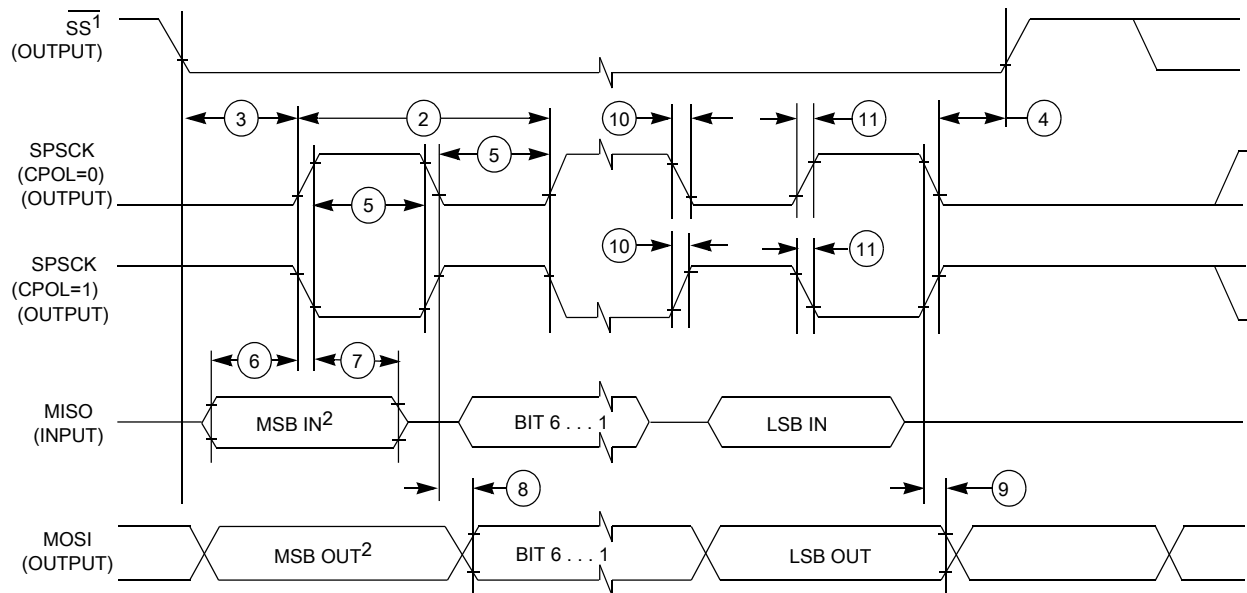 SS1
(OUTPUT)
3
2
10
11
4
SPSCK
(CPOL=0)
(OUTPUT)
5
5
SPSCK
(CPOL=1)
(OUTPUT)
10
11
6
7
MISO
(INPUT)
MSB IN2
BIT 6 . . . 1
LSB IN
8
9
MOSI
(OUTPUT)
MSB OUT2
BIT 6 . . . 1
LSB OUT